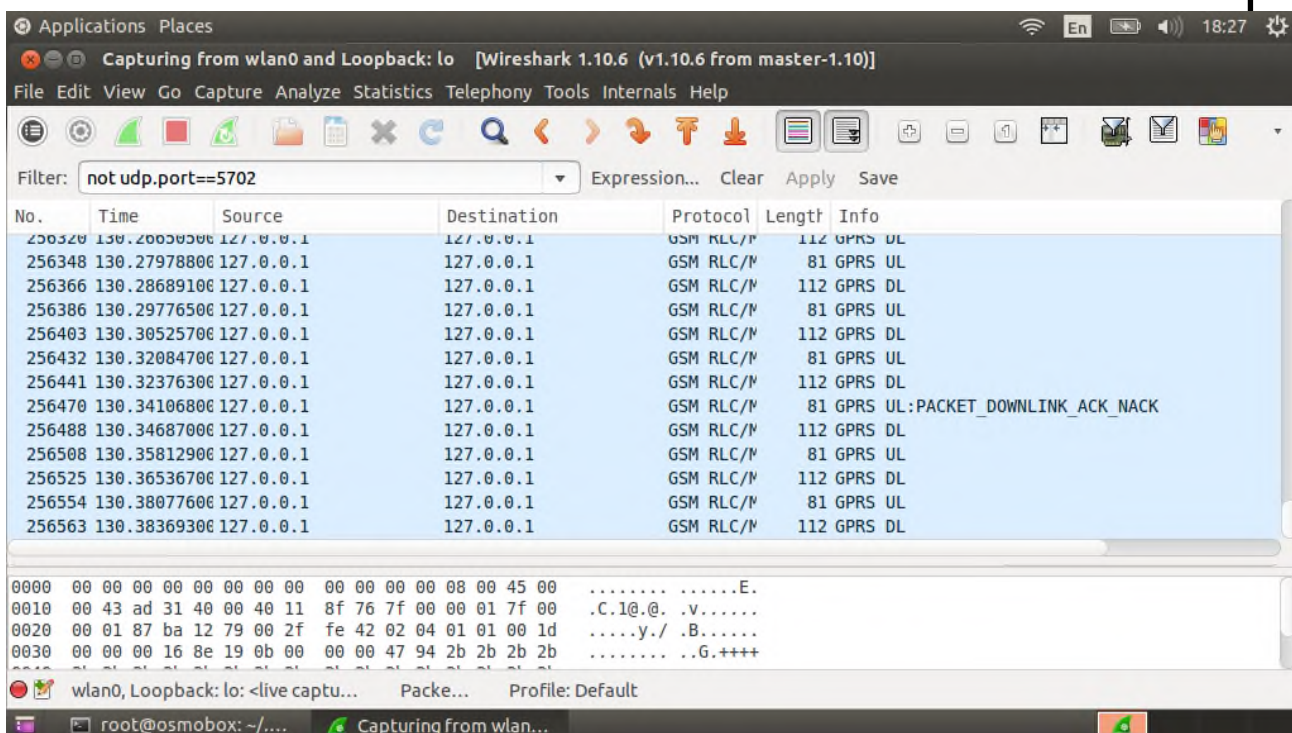 Applications Places En 18:27
Capturing from wlan0 and Loopback: lo [Wireshark 1.10.6 (v1.10.6 from master-1.10)]
File Edit View Go Capture Analyze Statistics Telephony Tools Internals Help
Filter: not udp.port==5702 Expression... Clear Apply Save
No. Time Source Destination Protocol Length Info
256320 130.26650500 127.0.0.1 127.0.0.1 GSM RLC/M 112 GPRS DL
256348 130.27978800 127.0.0.1 127.0.0.1 GSM RLC/M 81 GPRS UL
256366 130.28689100 127.0.0.1 127.0.0.1 GSM RLC/M 112 GPRS DL
256386 130.29776500 127.0.0.1 127.0.0.1 GSM RLC/M 81 GPRS UL
256403 130.30525700 127.0.0.1 127.0.0.1 GSM RLC/M 112 GPRS DL
256432 130.32084700 127.0.0.1 127.0.0.1 GSM RLC/M 81 GPRS UL
256441 130.32376300 127.0.0.1 127.0.0.1 GSM RLC/M 112 GPRS DL
256470 130.34106800 127.0.0.1 127.0.0.1 GSM RLC/M 81 GPRS UL:PACKET_DOWNLINK_ACK_NACK
256488 130.34687000 127.0.0.1 127.0.0.1 GSM RLC/M 112 GPRS DL
256508 130.35812900 127.0.0.1 127.0.0.1 GSM RLC/M 81 GPRS UL
256525 130.36536700 127.0.0.1 127.0.0.1 GSM RLC/M 112 GPRS DL
256554 130.38077600 127.0.0.1 127.0.0.1 GSM RLC/M 81 GPRS UL
256563 130.38369300 127.0.0.1 127.0.0.1 GSM RLC/M 112 GPRS DL
0000 00 00 00 00 00 00 00 00 00 00 00 00 08 00 45 00 ........ ......E.
0010 00 43 ad 31 40 00 40 11 8f 76 7f 00 00 01 7f 00 .C.1@.@. .v......
0020 00 01 87 ba 12 79 00 2f fe 42 02 04 01 01 00 1d .....y./ .B......
0030 00 00 00 16 8e 19 0b 00 00 00 47 94 2b 2b 2b 2b ........ ..G.++++
wlan0, Loopback: lo: <live captu... Packe... Profile: Default
root@osmobox: ~/.... Capturing from wlan...